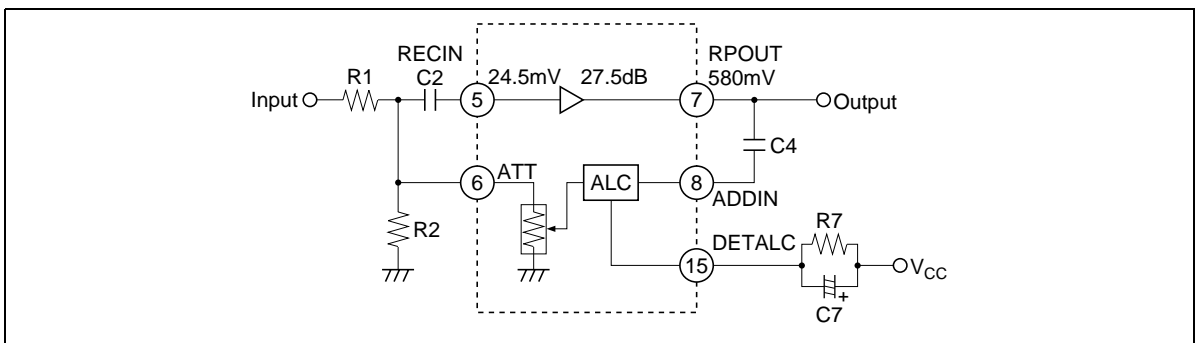 RECIN
RPOUT
R1
C2
24.5mV
27.5dB
580mV
Input
5
7
Output
C4
6
ATT
ALC
8
ADDIN
R2
R7
DETALC
15
VCC
+
C7